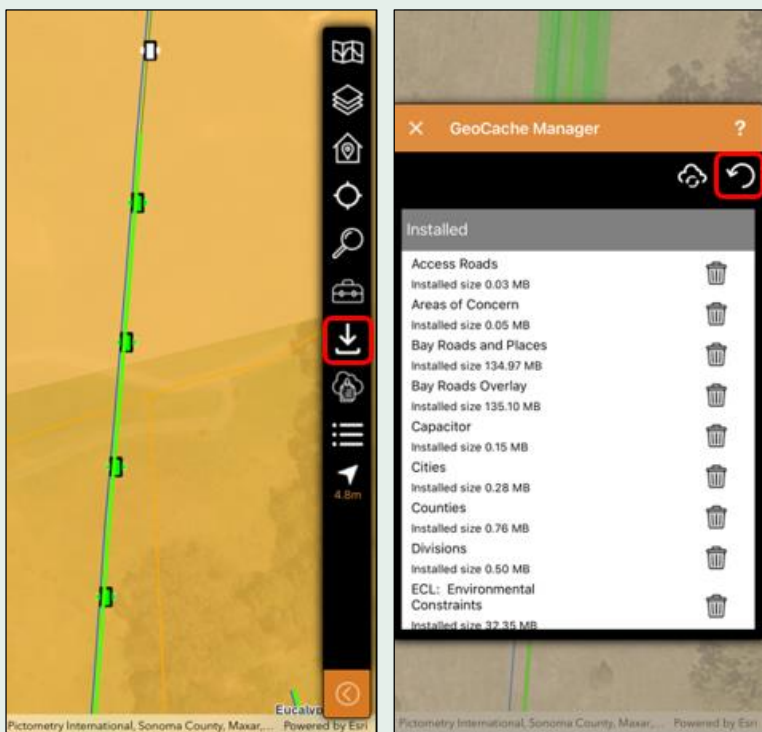 4.8m
Eucalyp
Pictometry International, Sonoma County, Maxar,... Powered by Esri
GeoCache Manager ?
Installed
Access Roads
Installed size 0.03 MB
Areas of Concern
Installed size 0.05 MB
Bay Roads and Places
Installed size 134.97 MB
Bay Roads Overlay
Installed size 135.10 MB
Capacitor
Installed size 0.15 MB
Cities
Installed size 0.28 MB
Counties
Installed size 0.76 MB
Divisions
Installed size 0.50 MB
ECL: Environmental
Constraints
Installed size 32.35 MB
Pictometry International, Sonoma County, Maxar,... Powered by Esri